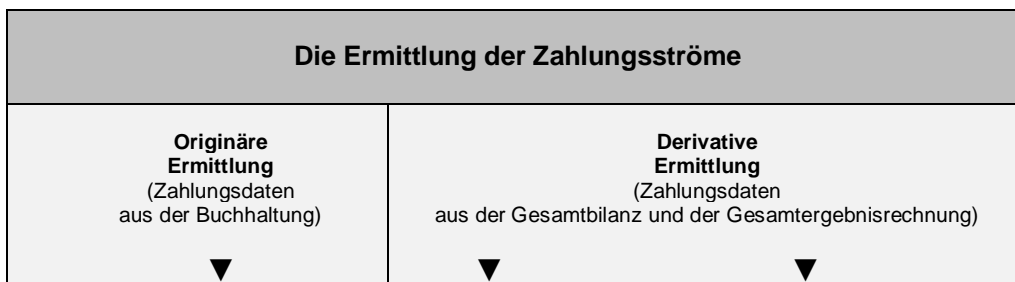 Die Ermittlung der Zahlungsströme
Originäre
Ermittlung
(Zahlungsdaten
aus der Buchhaltung)
Derivative
Ermittlung
(Zahlungsdaten
aus der Gesamtbilanz und der Gesamtergebnisrechnung)